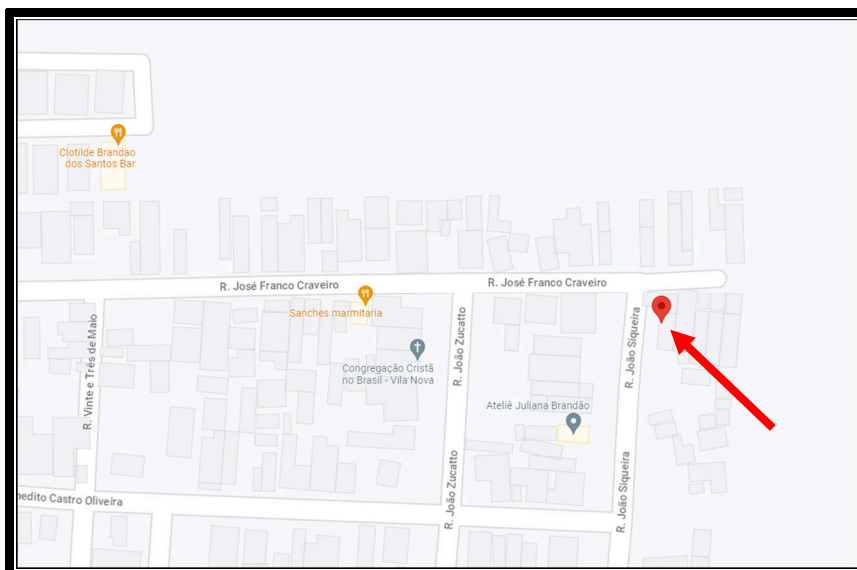 Clotilde Brandao
dos Santos Bar
R. José Franco Craveiro
R. José Franco Craveiro
Sanches marmitaria
R. Vinte e Três de Maio
R. João Zucatto
R. João Siqueira
Congregação Cristã
no Brasil - Vila Nova
Ateliê Juliana Brandão
R. João Zucatto
R. João Siqueira
nedito Castro Oliveira